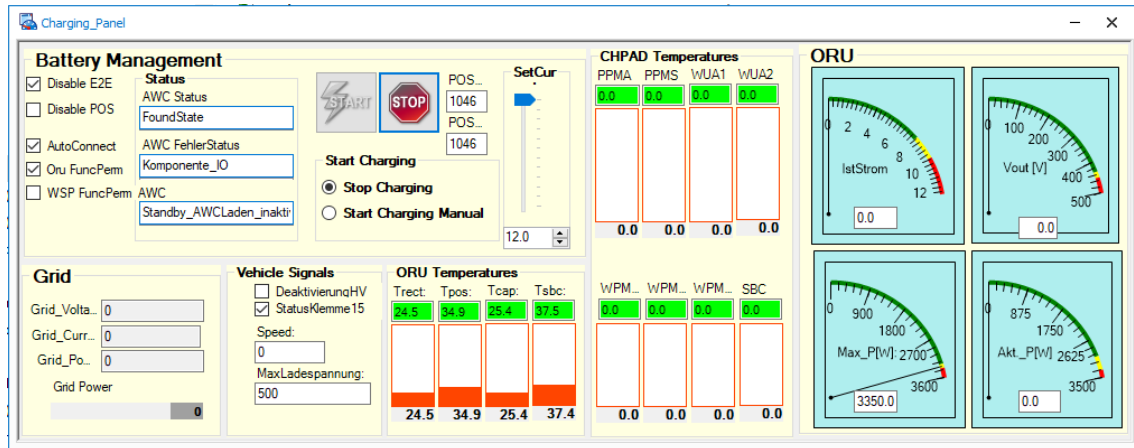 Charging_Panel
Battery Management
Disable E2E
Disable POS
AutoConnect
Oru FuncPerm
WSP FuncPerm
Status
AWC Status
FoundState
AWC FehlerStatus
Komponente_IO
AWC
Standby_AWCLaden_inakti
START
STOP
POS...
1046
POS...
1046
Start Charging
Stop Charging
Start Charging Manual
SetCur
12.0
CHPAD Temperatures
PPMA PPMS WUA1 WUA2
0.0 0.0 0.0 0.0
0.0 0.0 0.0 0.0
WPM... WPM... WPM... SBC
0.0 0.0 0.0 0.0
0.0 0.0 0.0 0.0
ORU
0 2 4 6 8 10 12
IstStrom
0.0
0 100 200 300 400 500
Vout [V]
0.0
0 900 1800 2700 3600
Max_P[W]:
3350.0
0 875 1750 2625 3500
Akt._P[W]
0.0
Grid
Grid_Volta... 0
Grid_Curr... 0
Grid_Po... 0
Grid Power
0
Vehicle Signals
DeaktivierungHV
StatusKlemme15
Speed:
0
MaxLadespannung:
500
ORU Temperatures
Trect: Tpos: Tcap: Tsbc:
24.5 34.9 25.4 37.5
24.5 34.9 25.4 37.4